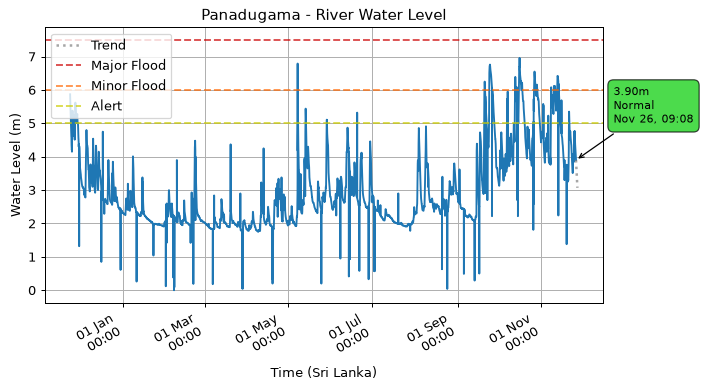 Panadugama - River Water Level
Trend
Major Flood
Minor Flood
Alert
3.90m
Normal
Nov 26, 09:08
Water Level (m)
7
6
5
4
3
2
1
0
01 Jan
00:00
01 Mar
00:00
01 May
00:00
01 Jul
00:00
01 Sep
00:00
01 Nov
00:00
Time (Sri Lanka)